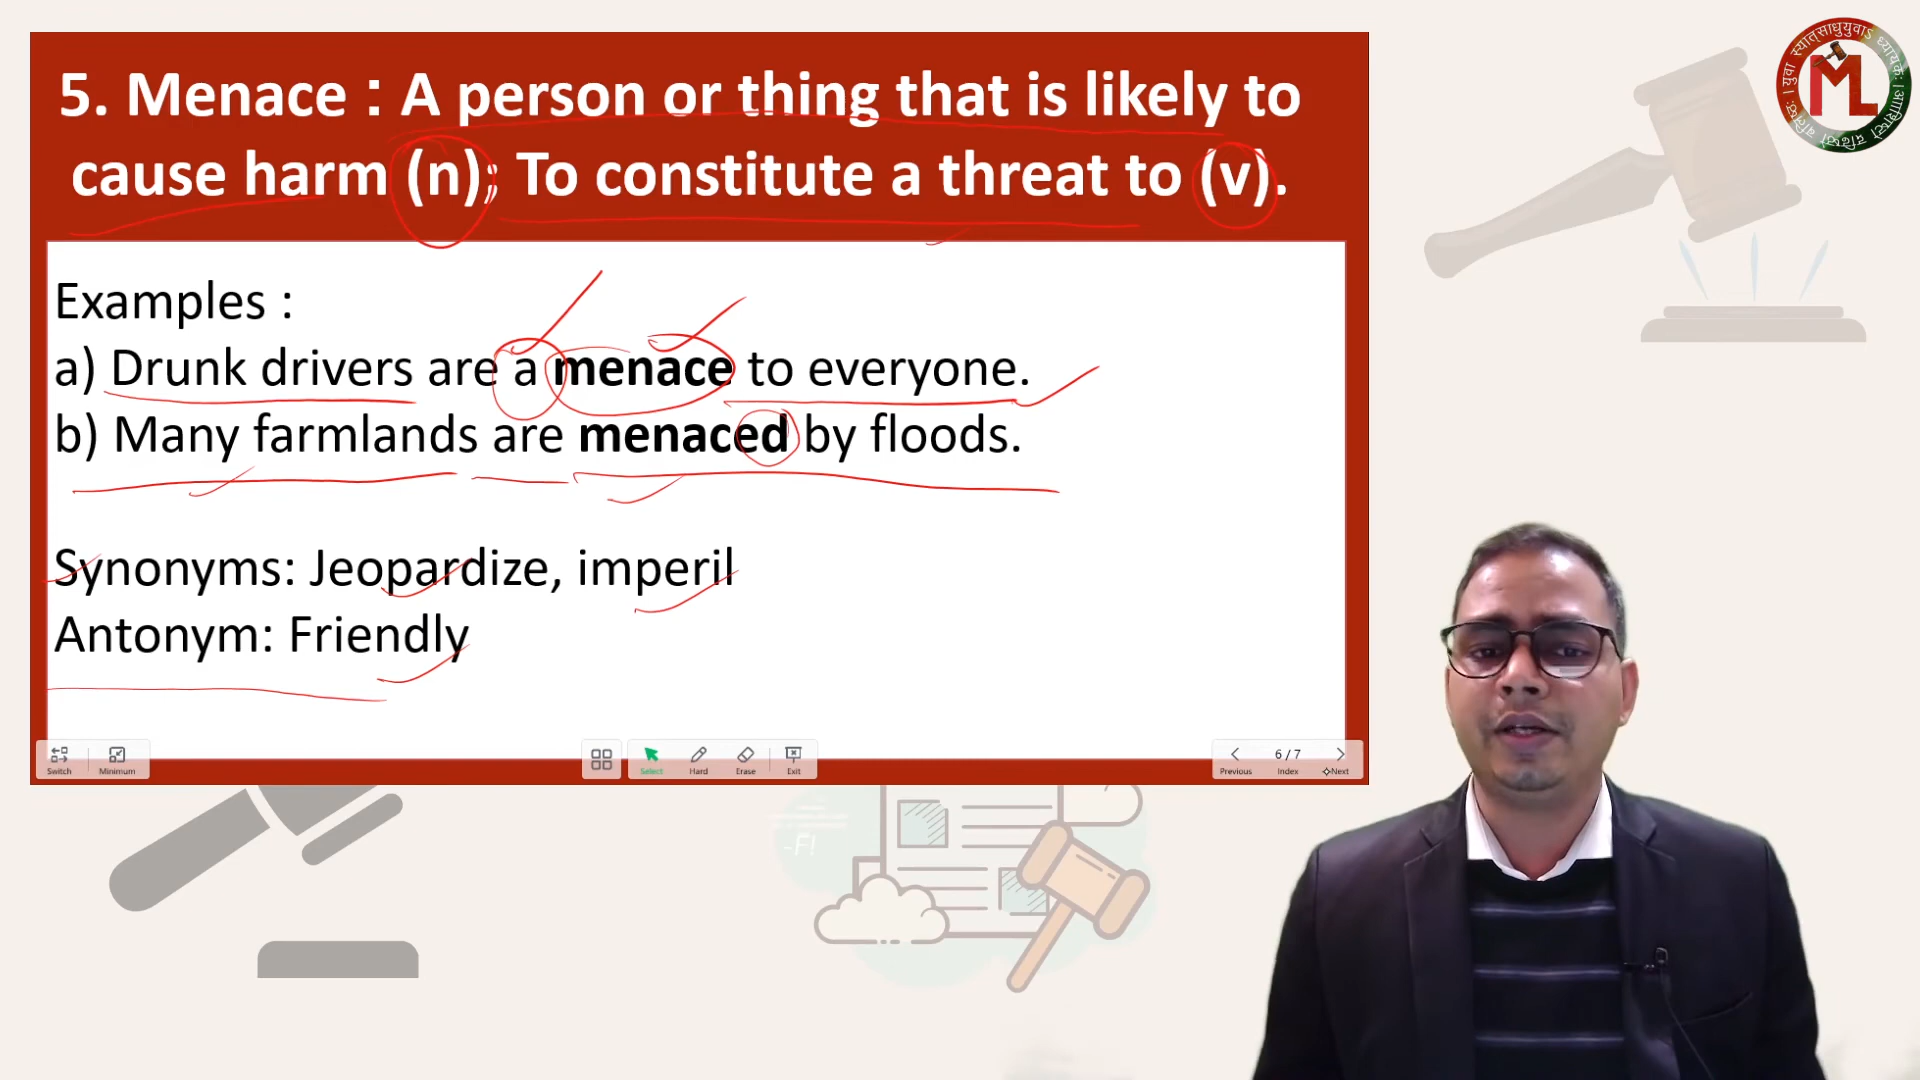 5. Menace : A person or thing that is likely to
cause harm (n); To constitute a threat to (v).
Examples :
a) Drunk drivers are a menace to everyone.
b) Many farmlands are menaced by floods.
Synonyms: Jeopardize, imperil
Antonym: Friendly
Switch
Minimum
Select
Hard
Erase
Exit
Previous
6 / 7
Index
Next
ML
-F!